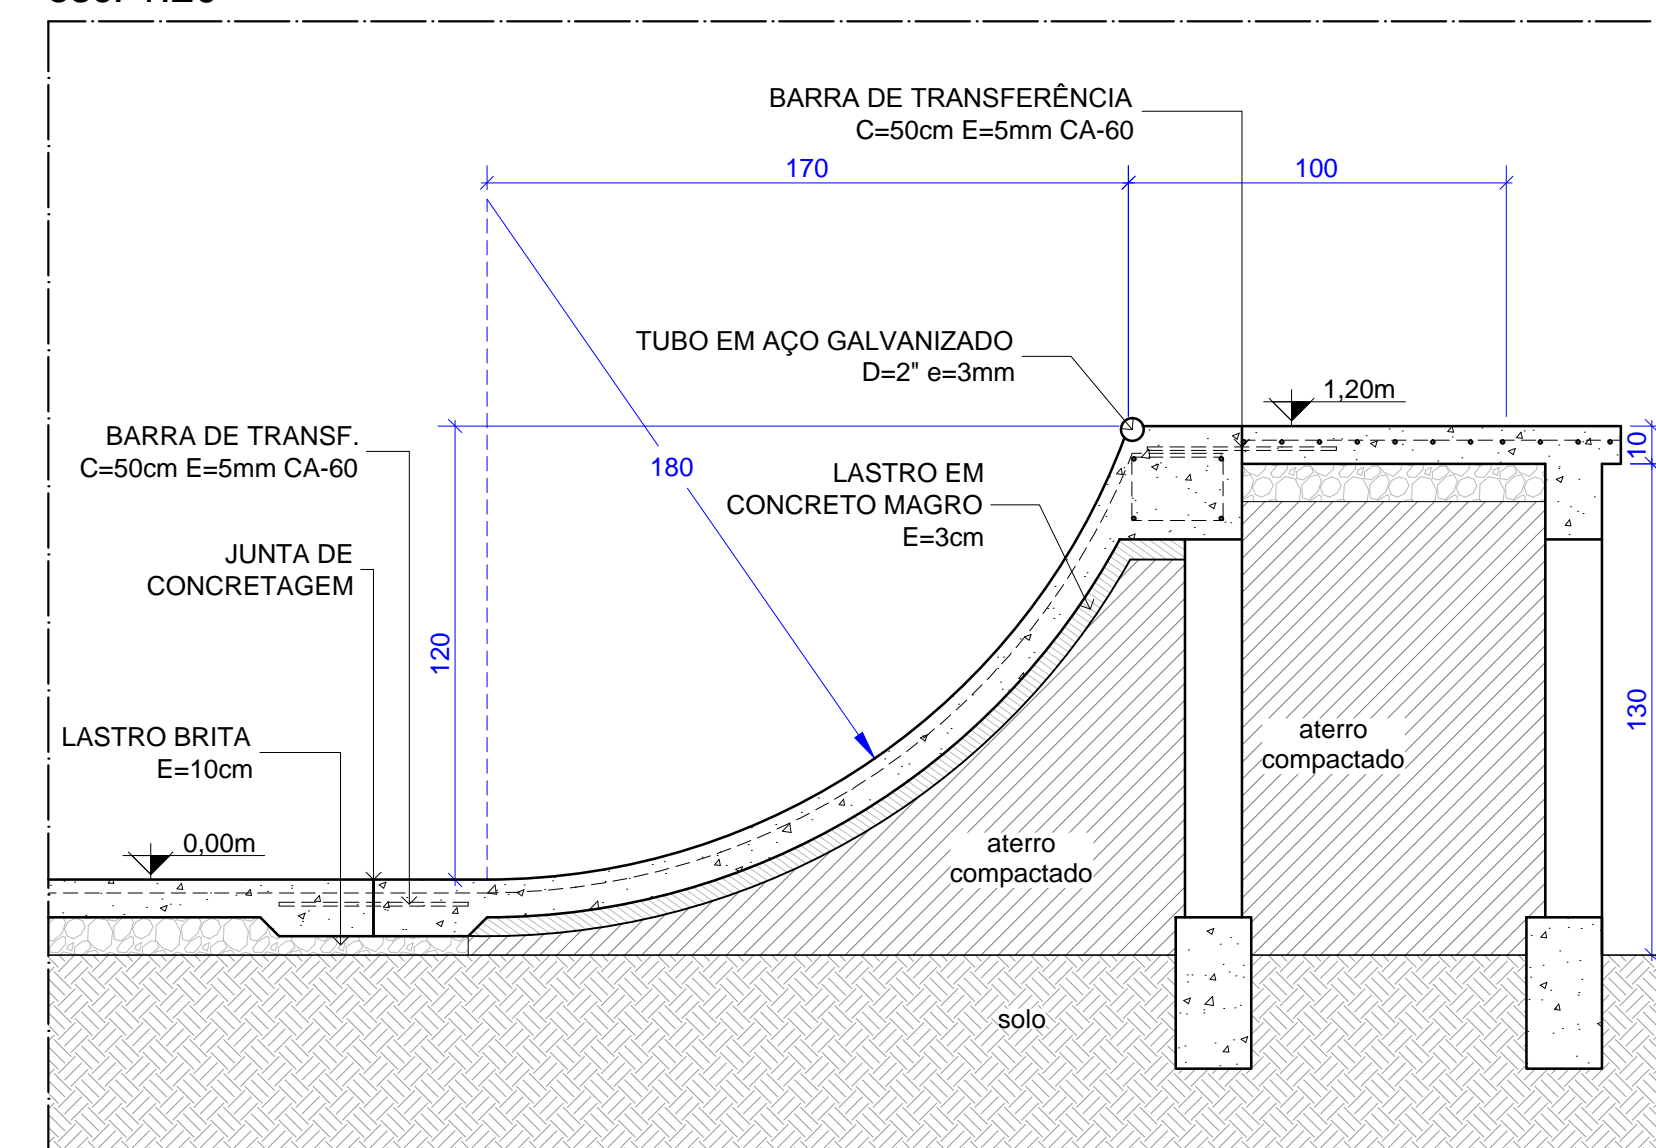 BARRA DE TRANSFERÊNCIA
C=50cm E=5mm CA-60
170
100
TUBO EM AÇO GALVANIZADO
D=2" e=3mm
1,20m
BARRA DE TRANSF.
C=50cm E=5mm CA-60
180
10
LASTRO EM
CONCRETO MAGRO
E=3cm
JUNTA DE
CONCRETAGEM
120
130
LASTRO BRITA
E=10cm
aterro
compactado
0,00m
aterro
compactado
solo